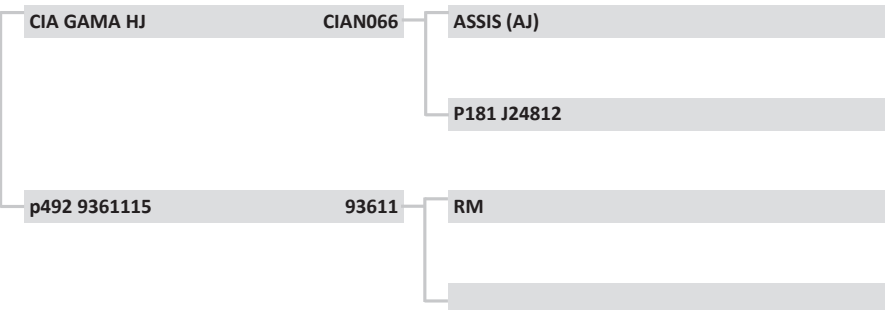 CIA GAMA HJ CIAN066
ASSIS (AJ)
P181 J24812
p492 9361115 93611
RM